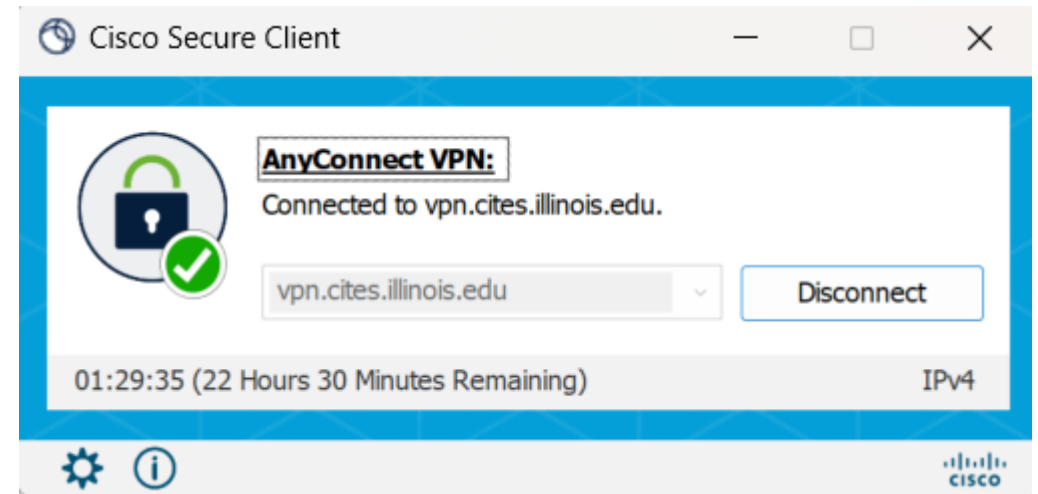 Cisco Secure Client
AnyConnect VPN:
Connected to vpn.cites.illinois.edu.
vpn.cites.illinois.edu
Disconnect
01:29:35 (22 Hours 30 Minutes Remaining)
IPv4
CISCO